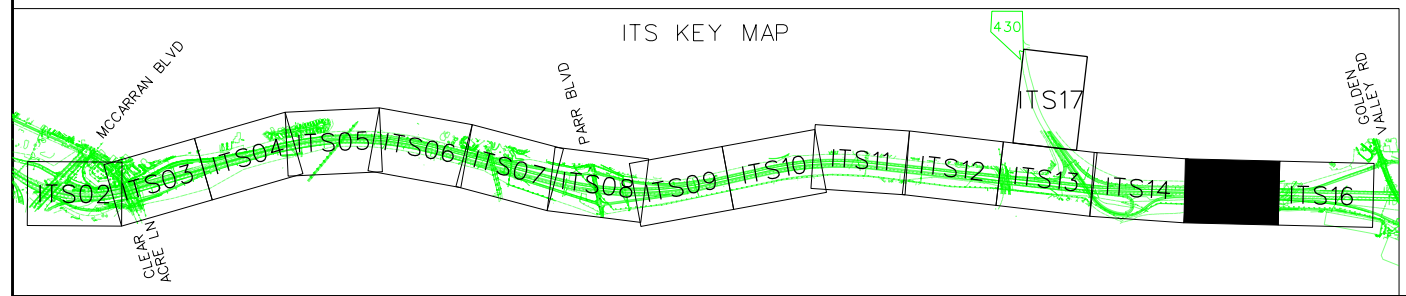 ITS KEY MAP
430
MCCARRAN BLVD
PARR BLVD
GOLDEN
VALLEY RD
ITS17
ITS02
ITS03
ITS04
ITS05
ITS06
ITS07
ITS08
ITS09
ITS10
ITS11
ITS12
ITS13
ITS14
ITS16
CLEAR
ACRE LN